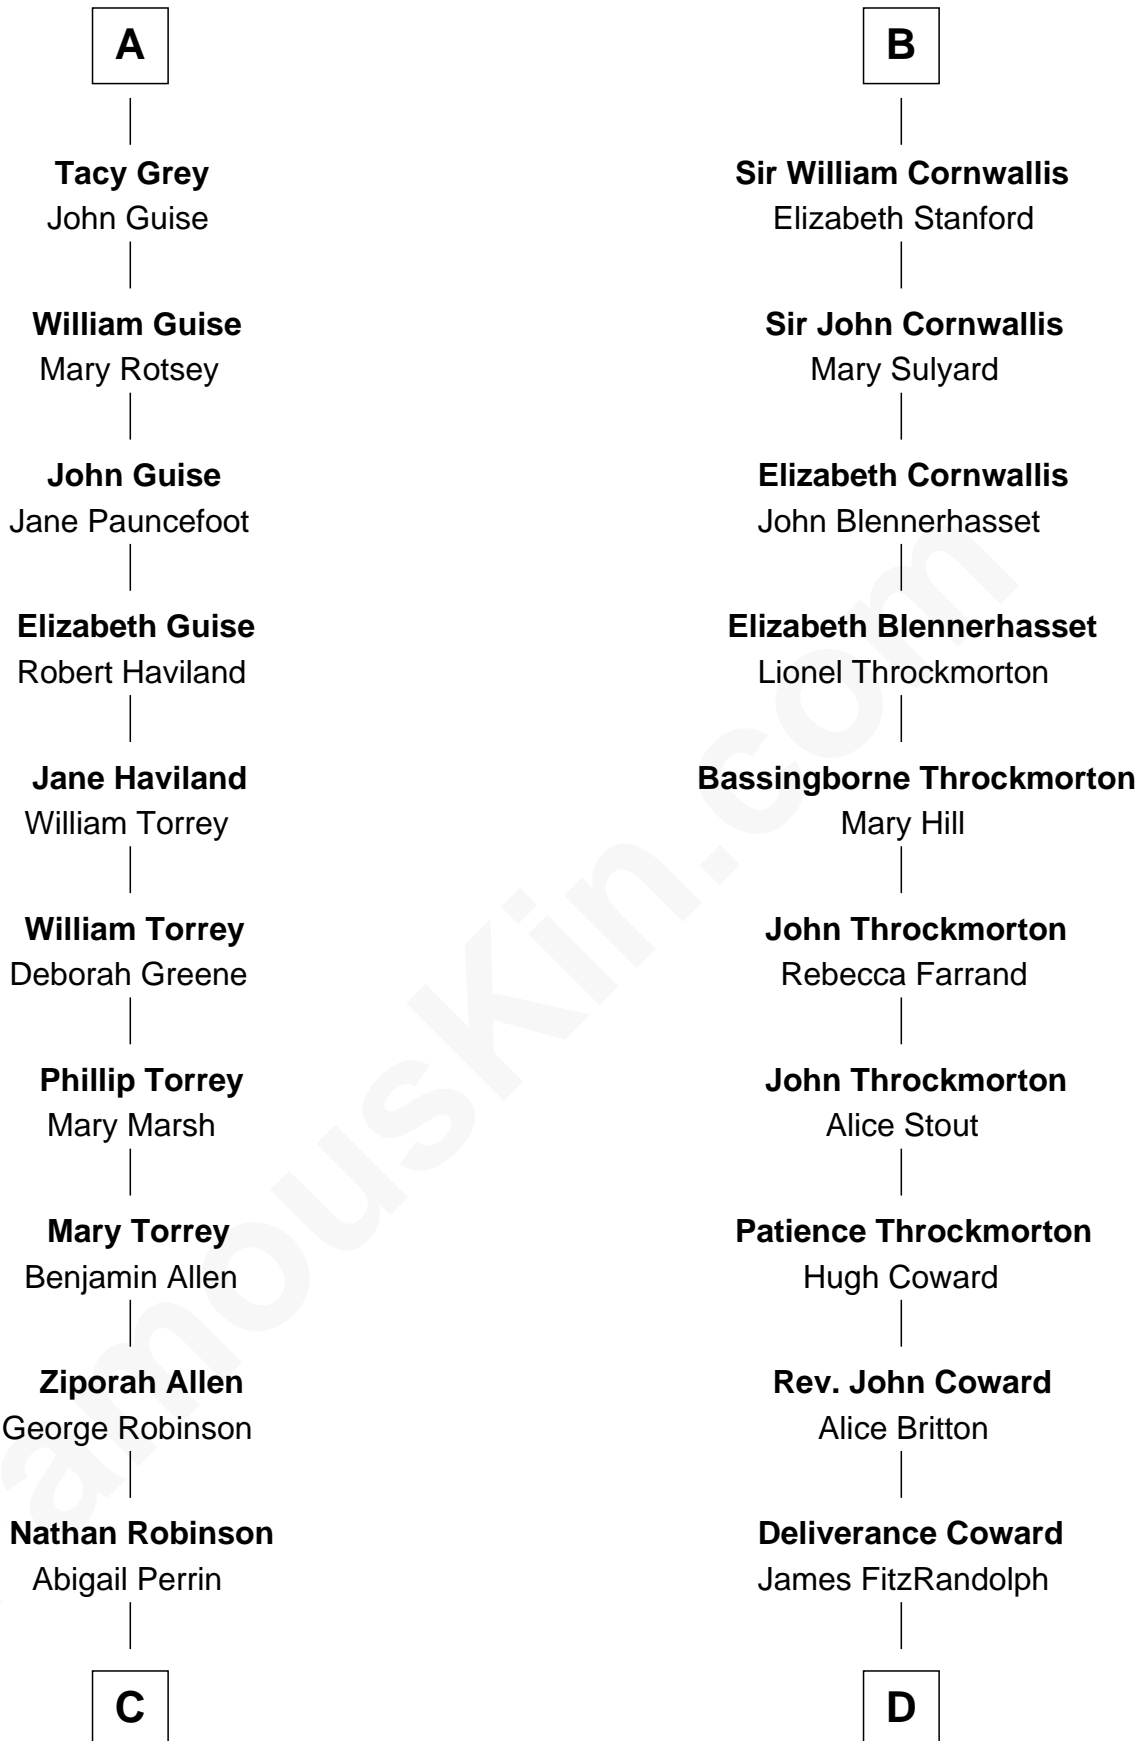 A
Tacy Grey
John Guise
William Guise
Mary Rotsey
John Guise
Jane Pauncefoot
Elizabeth Guise
Robert Haviland
Jane Haviland
William Torrey
William Torrey
Deborah Greene
Phillip Torrey
Mary Marsh
Mary Torrey
Benjamin Allen
Ziporah Allen
George Robinson
Nathan Robinson
Abigail Perrin
C
B
Sir William Cornwallis
Elizabeth Stanford
Sir John Cornwallis
Mary Sulyard
Elizabeth Cornwallis
John Blennerhasset
Elizabeth Blennerhasset
Lionel Throckmorton
Bassingborne Throckmorton
Mary Hill
John Throckmorton
Rebecca Farrand
John Throckmorton
Alice Stout
Patience Throckmorton
Hugh Coward
Rev. John Coward
Alice Britton
Deliverance Coward
James FitzRandolph
D
amousKin.com